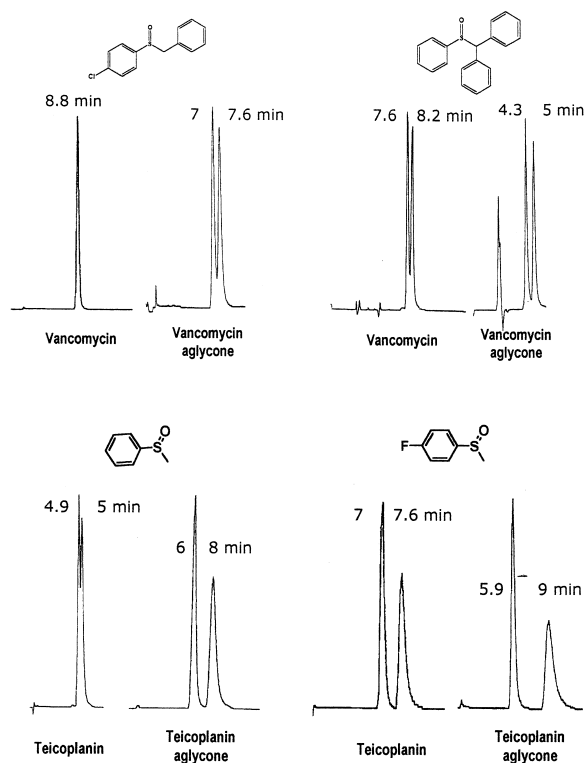 O
S
Cl
O
S
8.8 min
7 7.6 min
7.6 8.2 min
4.3 5 min
Vancomycin
Vancomycin
aglycone
Vancomycin
Vancomycin
aglycone
O
S
F
O
S
4.9 5 min
6 8 min
7 7.6 min
5.9 9 min
Teicoplanin
Teicoplanin
aglycone
Teicoplanin
Teicoplanin
aglycone